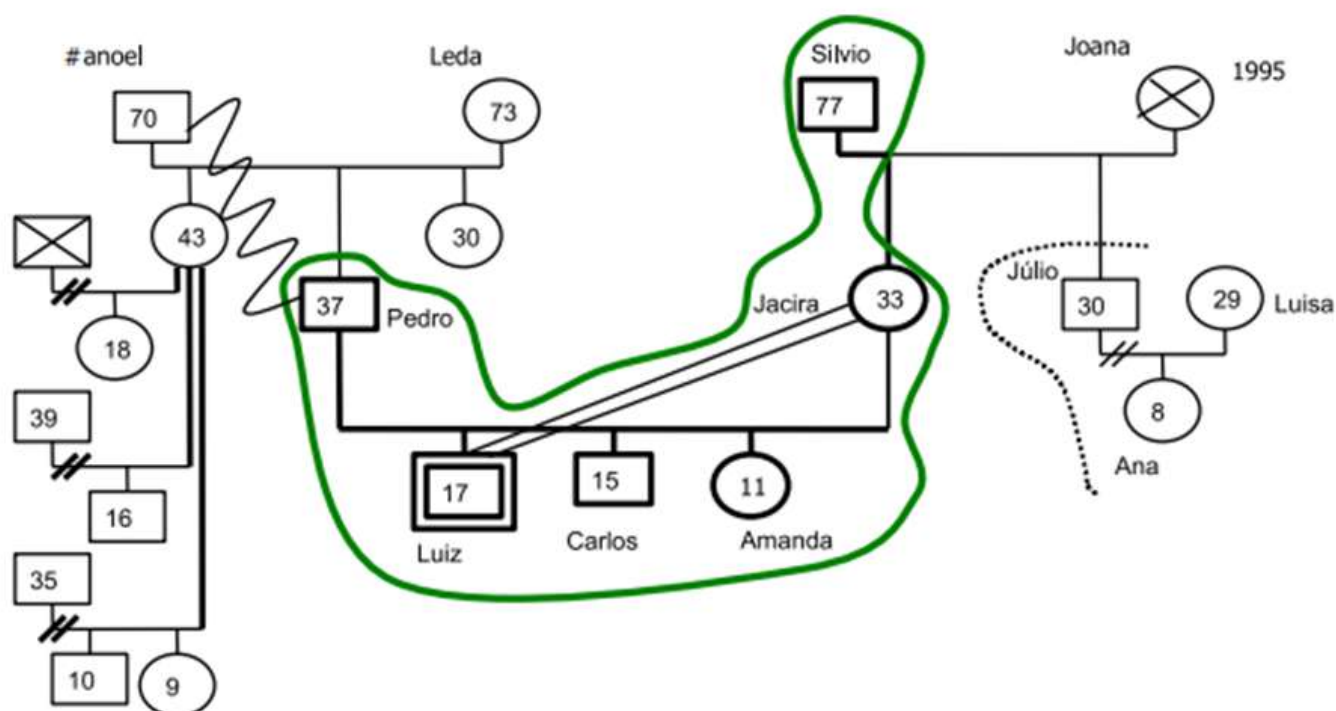 #anoel
Leda
Silvio
Joana
1995
70
73
77
43
30
37
Pedro
Jacira
33
Júlio
30
29
Luisa
18
39
16
17
15
11
8
Ana
Luiz
Carlos
Amanda
35
10
9